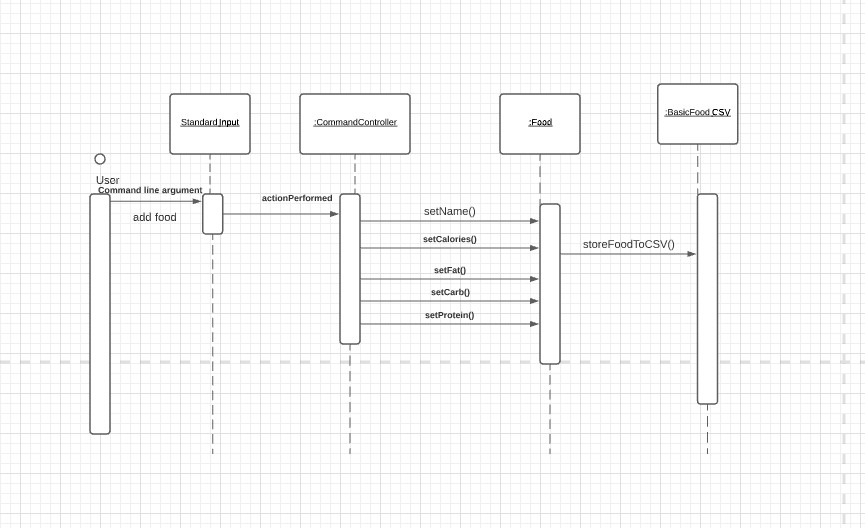 Standard Input
:CommandController
:Food
:BasicFood CSV
User
Command line argument
add food
actionPerformed
setName()
setCalories()
setFat()
setCarb()
setProtein()
storeFoodToCSV()